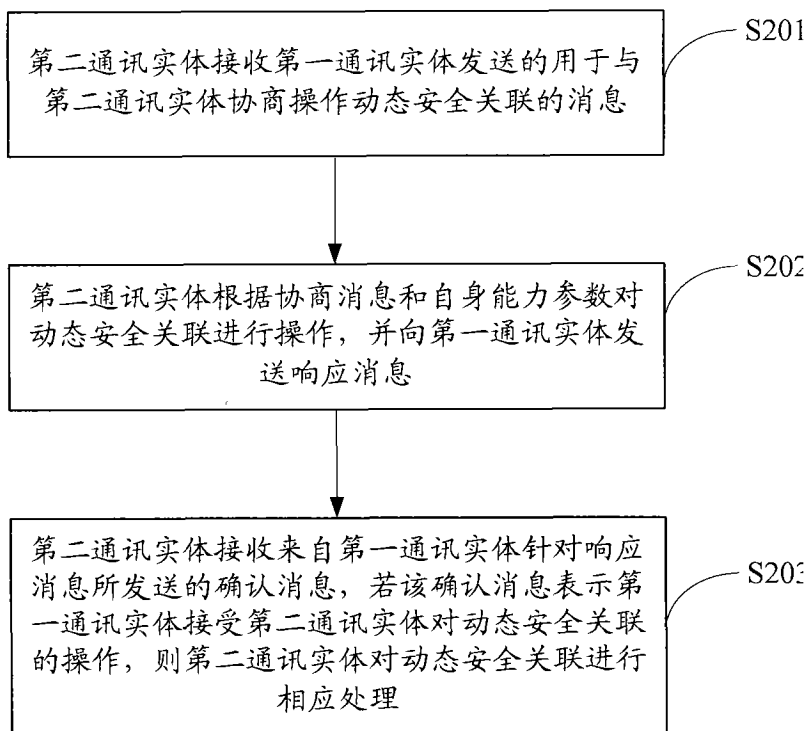 第二通讯实体接收第一通讯实体发送的用于与
第二通讯实体协商操作动态安全关联的消息
S201
第二通讯实体根据协商消息和自身能力参数对
动态安全关联进行操作，并向第一通讯实体发
送响应消息
S202
第二通讯实体接收来自第一通讯实体针对响应
消息所发送的确认消息，若该确认消息表示第
一通讯实体接受第二通讯实体对动态安全关联
的操作，则第二通讯实体对动态安全关联进行
相应处理
S203